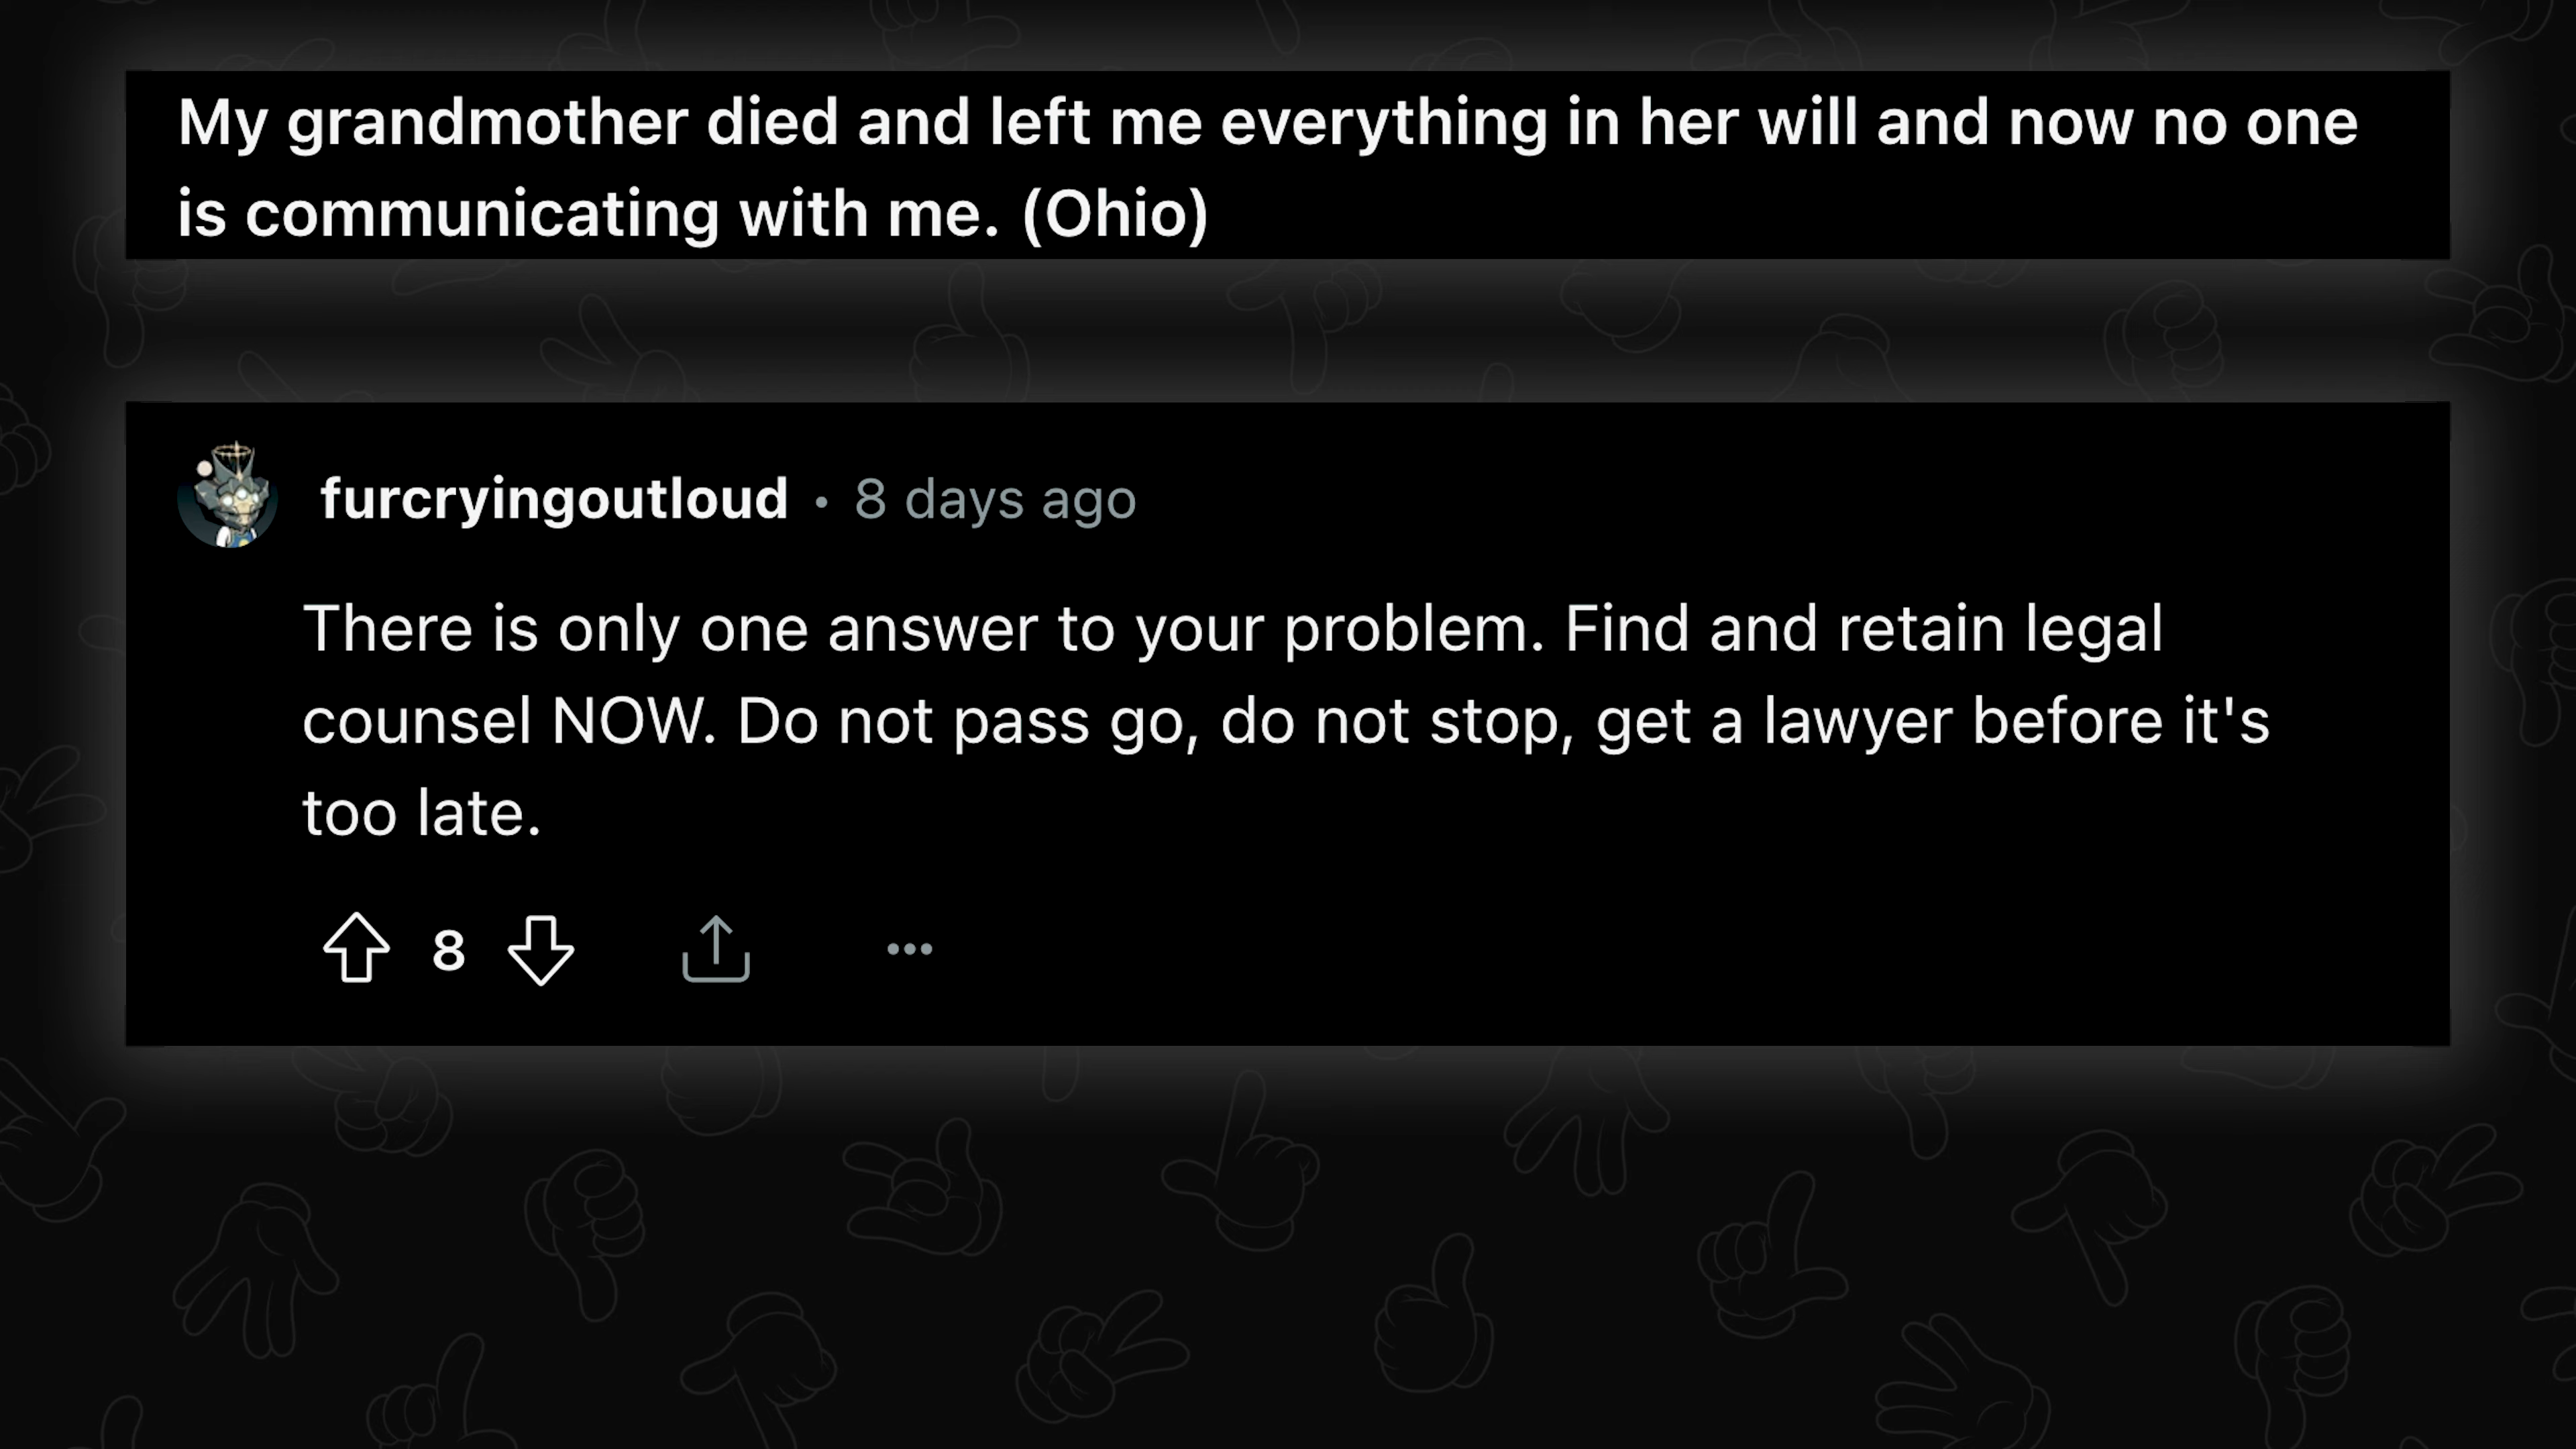 My grandmother died and left me everything in her will and now no one
is communicating with me. (Ohio)
furcryingoutloud • 8 days ago
There is only one answer to your problem. Find and retain legal
counsel NOW. Do not pass go, do not stop, get a lawyer before it's
too late.
8